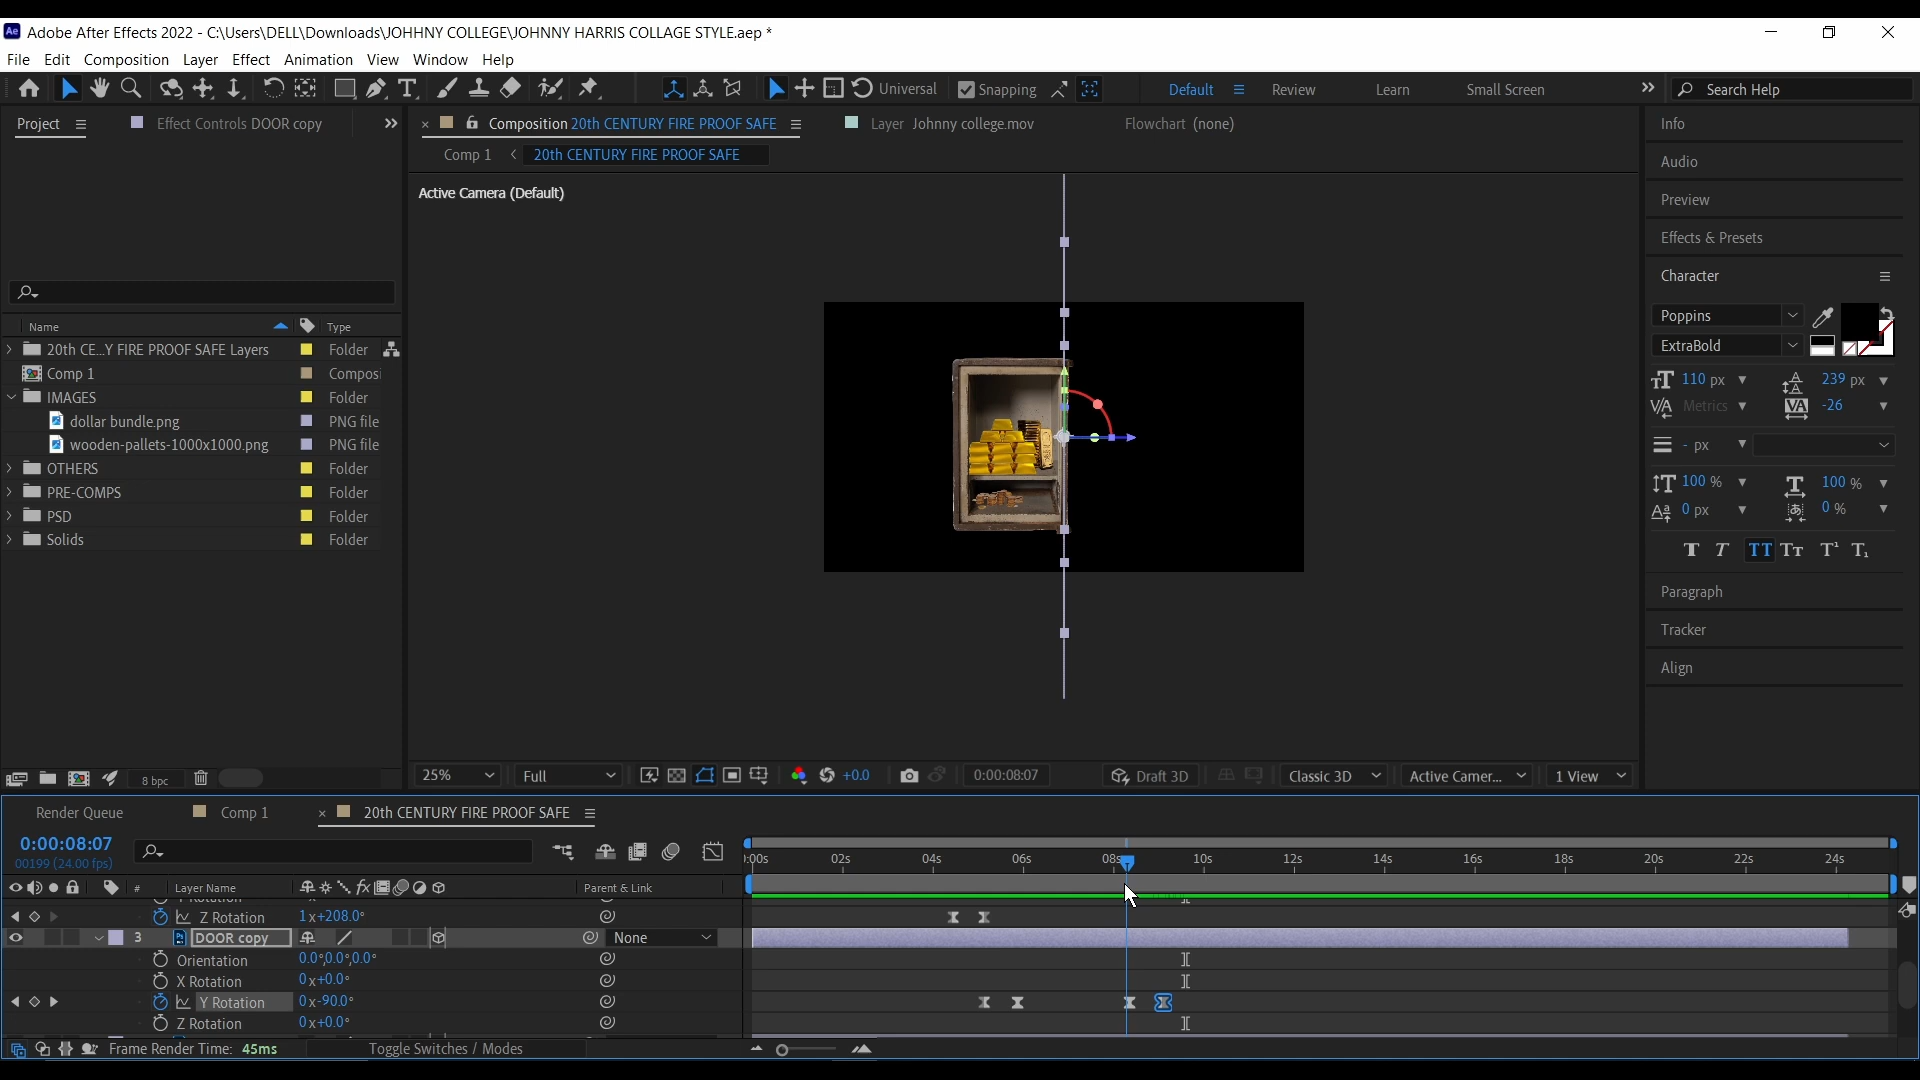 Adobe After Effects 2022 - C:\Users\DELL\Downloads\JOHHNY COLLEGE\JOHNNY HARRIS COLLAGE STYLE.aep *
File Edit Composition Layer Effect Animation View Window Help
Universal Snapping Default Review Learn Small Screen Search Help
Project Effect Controls DOOR copy
Composition 20th CENTURY FIRE PROOF SAFE Layer Johnny college.mov Flowchart (none)
Comp 1 20th CENTURY FIRE PROOF SAFE
Active Camera (Default)
Name Type
20th CE...Y FIRE PROOF SAFE Layers Folder
Comp 1 Composi
IMAGES Folder
dollar bundle.png PNG file
wooden-pallets-1000x1000.png PNG file
OTHERS Folder
PRE-COMPS Folder
PSD Folder
Solids Folder
8 bpc
Info
Audio
Preview
Effects & Presets
Character
Poppins
ExtraBold
110 px 239 px
Metrics -26
- px
100 % 100 %
0 px 0 %
Paragraph
Tracker
Align
25% Full +0.0 0:00:08:07 Draft 3D Classic 3D Active Camer... 1 View
Render Queue Comp 1 20th CENTURY FIRE PROOF SAFE
0:00:08:07
00199 (24.00 fps)
:00s 02s 04s 06s 08s 10s 12s 14s 16s 18s 20s 22s 24s
# Layer Name Parent & Link
Z Rotation 1x+208.0°
3 DOOR copy None
Orientation 0.0°,0.0°,0.0°
X Rotation 0x+0.0°
Y Rotation 0x-90.0°
Z Rotation 0x+0.0°
Frame Render Time: 45ms Toggle Switches / Modes